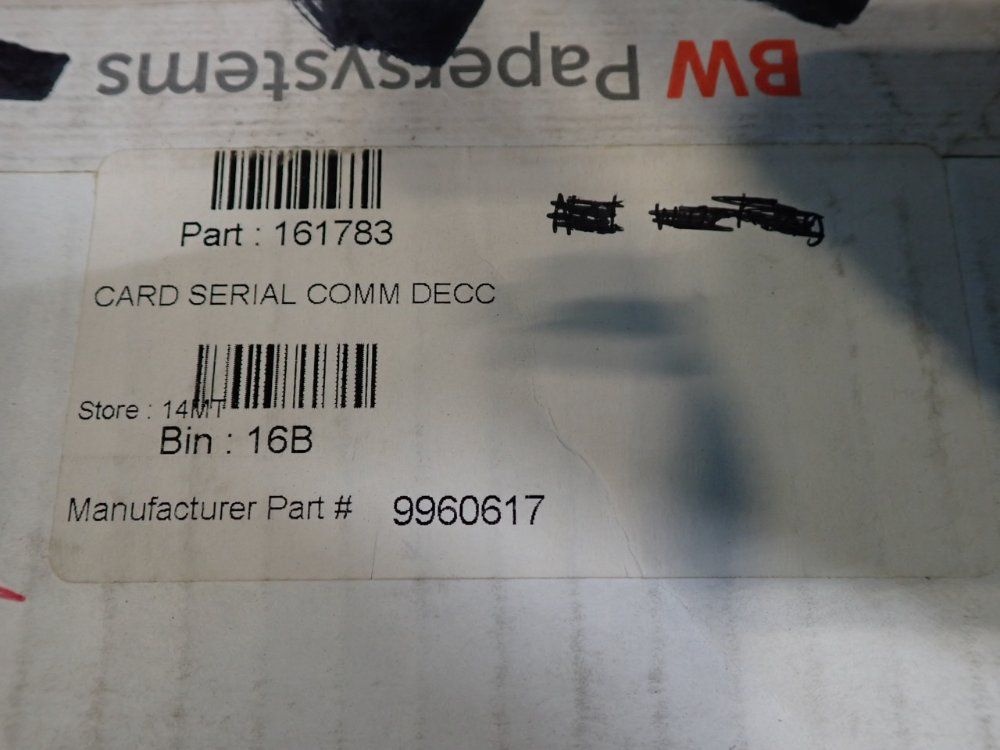 BW Papersystems
Part : 161783
CARD SERIAL COMM DECC
Store : 14MT
Bin : 16B
Manufacturer Part # 9960617